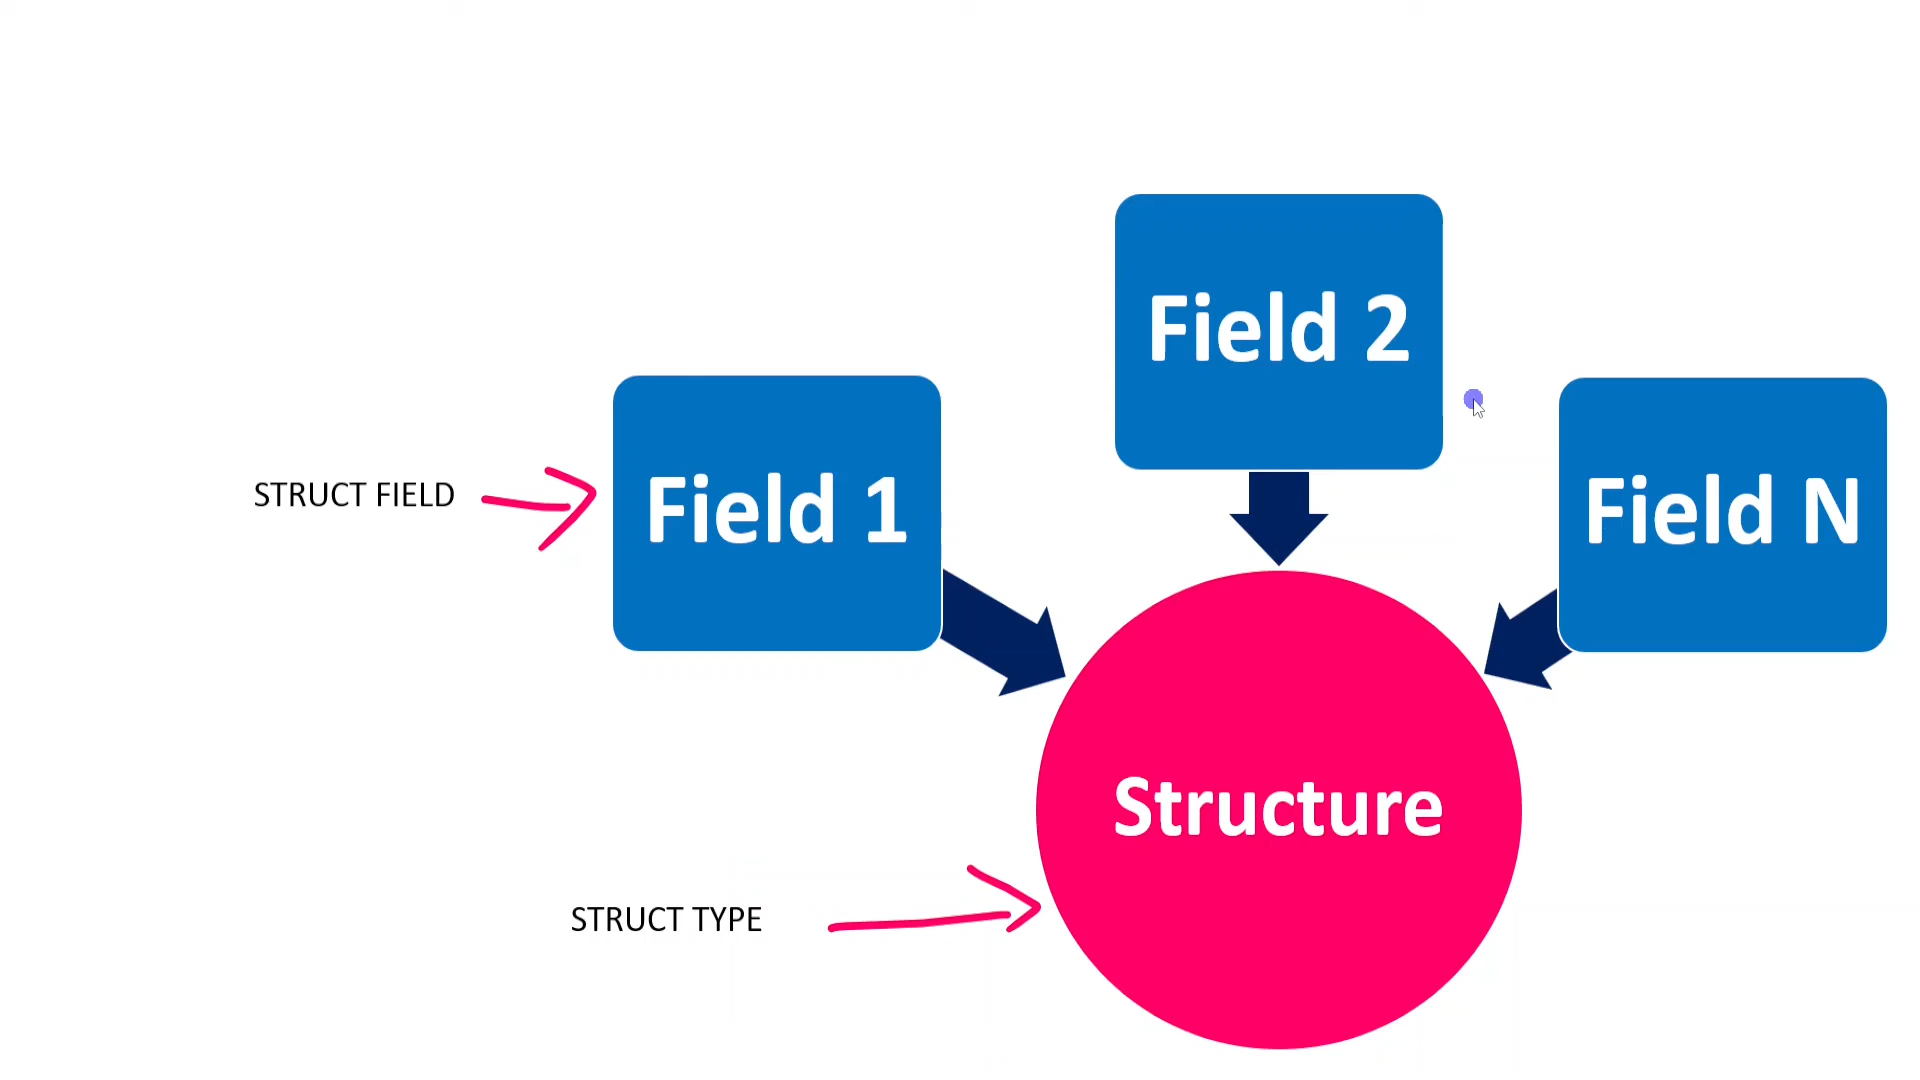 Field 2
STRUCT FIELD
Field 1
Field N
Structure
STRUCT TYPE